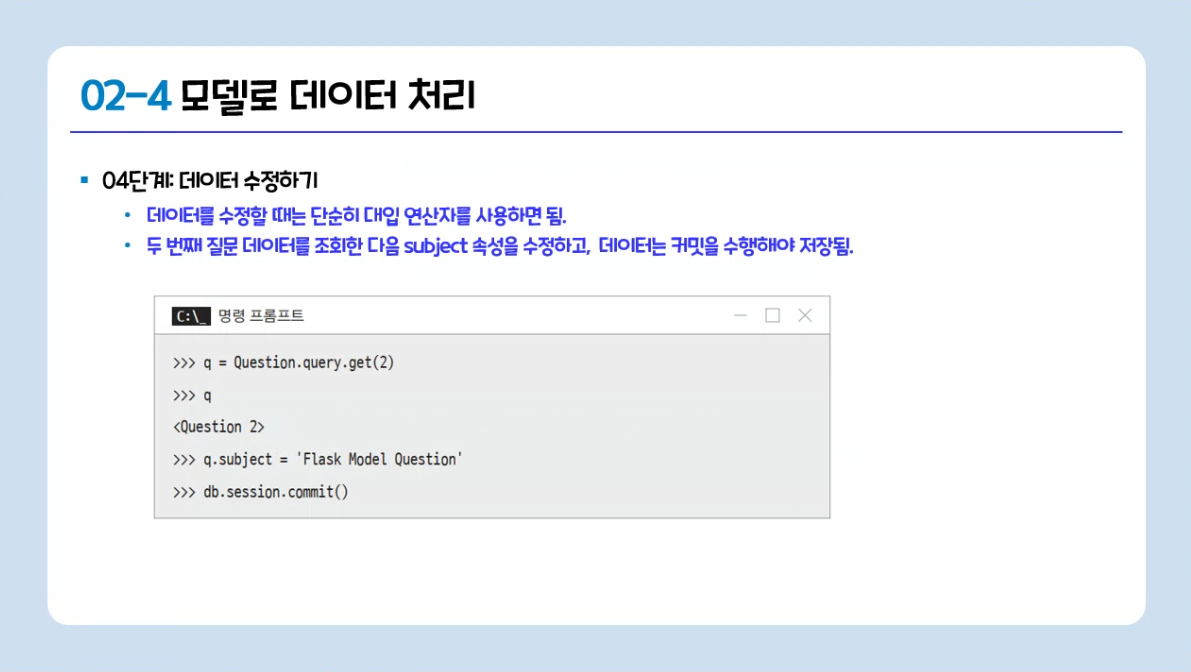 02-4 모델로 데이터 처리
04단계: 데이터 수정하기
데이터를 수정할 때는 단순히 대입 연산자를 사용하면 됨.
두 번째 질문 데이터를 조회한 다음 subject 속성을 수정하고, 데이터는 커밋을 수행해야 저장됨.
C:\_ 명령 프롬프트
>>> q = Question.query.get(2)
>>> q
<Question 2>
>>> q.subject = 'Flask Model Question'
>>> db.session.commit()